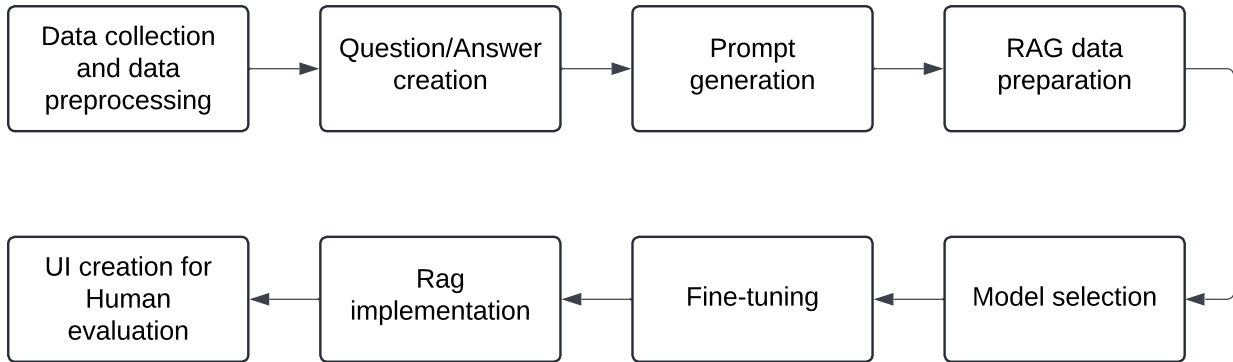 Data collection
and data
preprocessing
Question/Answer
creation
Prompt
generation
RAG data
preparation
Model selection
Fine-tuning
Rag
implementation
UI creation for
Human
evaluation